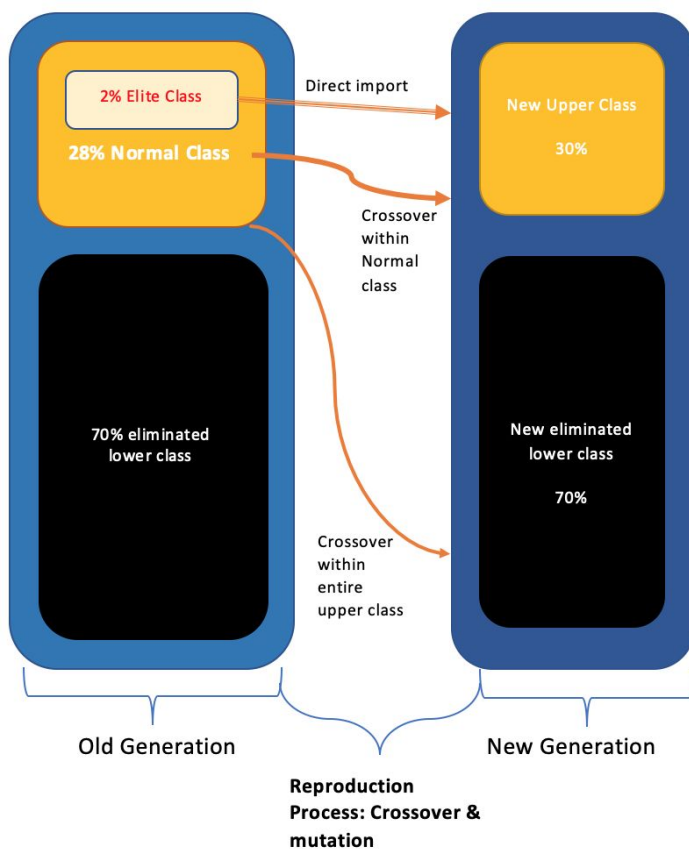 2% Elite Class
28% Normal Class
70% eliminated
lower class
Direct import
Crossover
within
Normal
class
Crossover
within
entire
upper class
New Upper Class
30%
New eliminated
lower class
70%
Old Generation
New Generation
Reproduction
Process: Crossover &
mutation